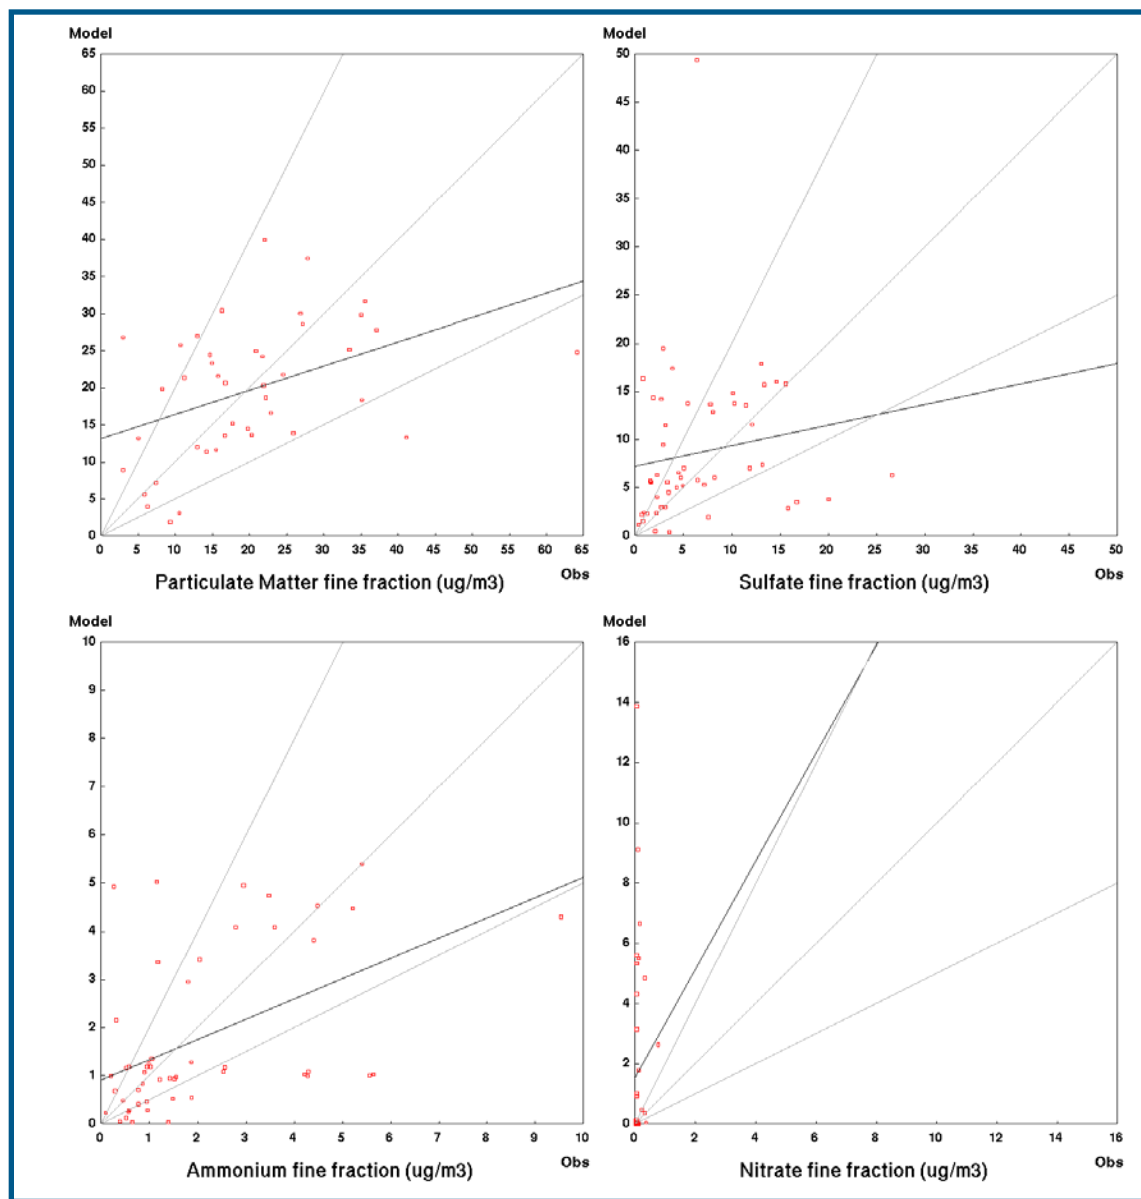 Model
65
60
55
50
45
40
35
30
25
20
15
10
5
0
0 5 10 15 20 25 30 35 40 45 50 55 60 65
Particulate Matter fine fraction (ug/m3)
Obs
Model
50
45
40
35
30
25
20
15
10
5
0
0 5 10 15 20 25 30 35 40 45 50
Sulfate fine fraction (ug/m3)
Obs
Model
10
9
8
7
6
5
4
3
2
1
0
0 1 2 3 4 5 6 7 8 9 10
Ammonium fine fraction (ug/m3)
Obs
Model
16
14
12
10
8
6
4
2
0
0 2 4 6 8 10 12 14 16
Nitrate fine fraction (ug/m3)
Obs